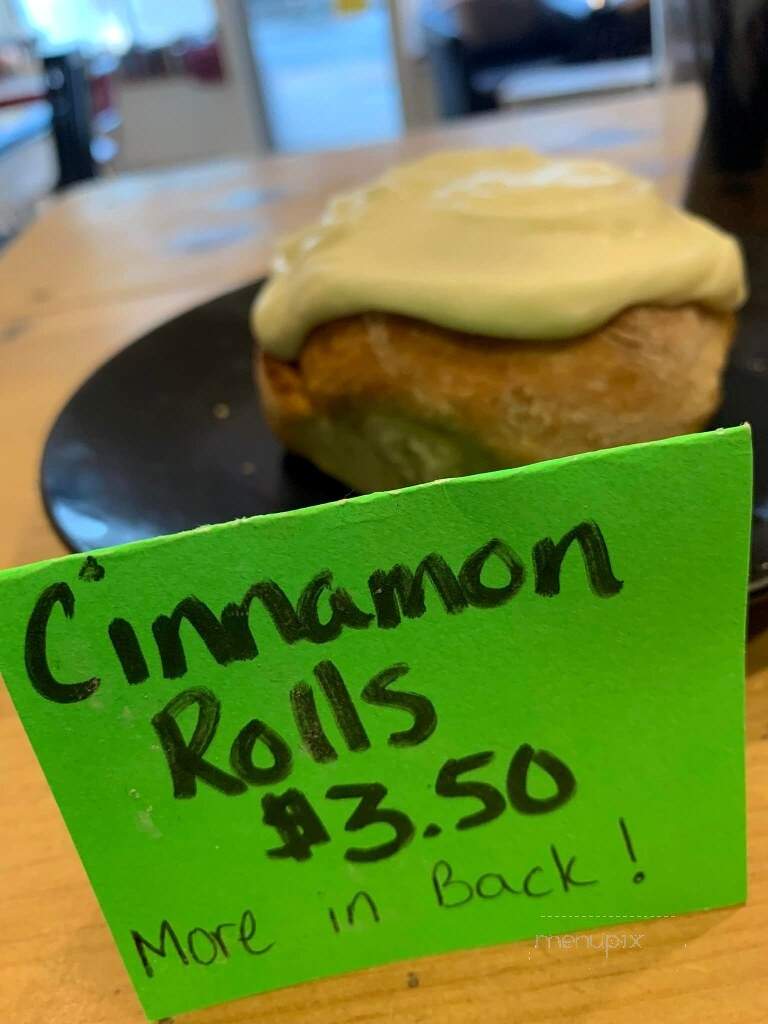 Cinnamon
Rolls
$3.50
More in Back!
menupix